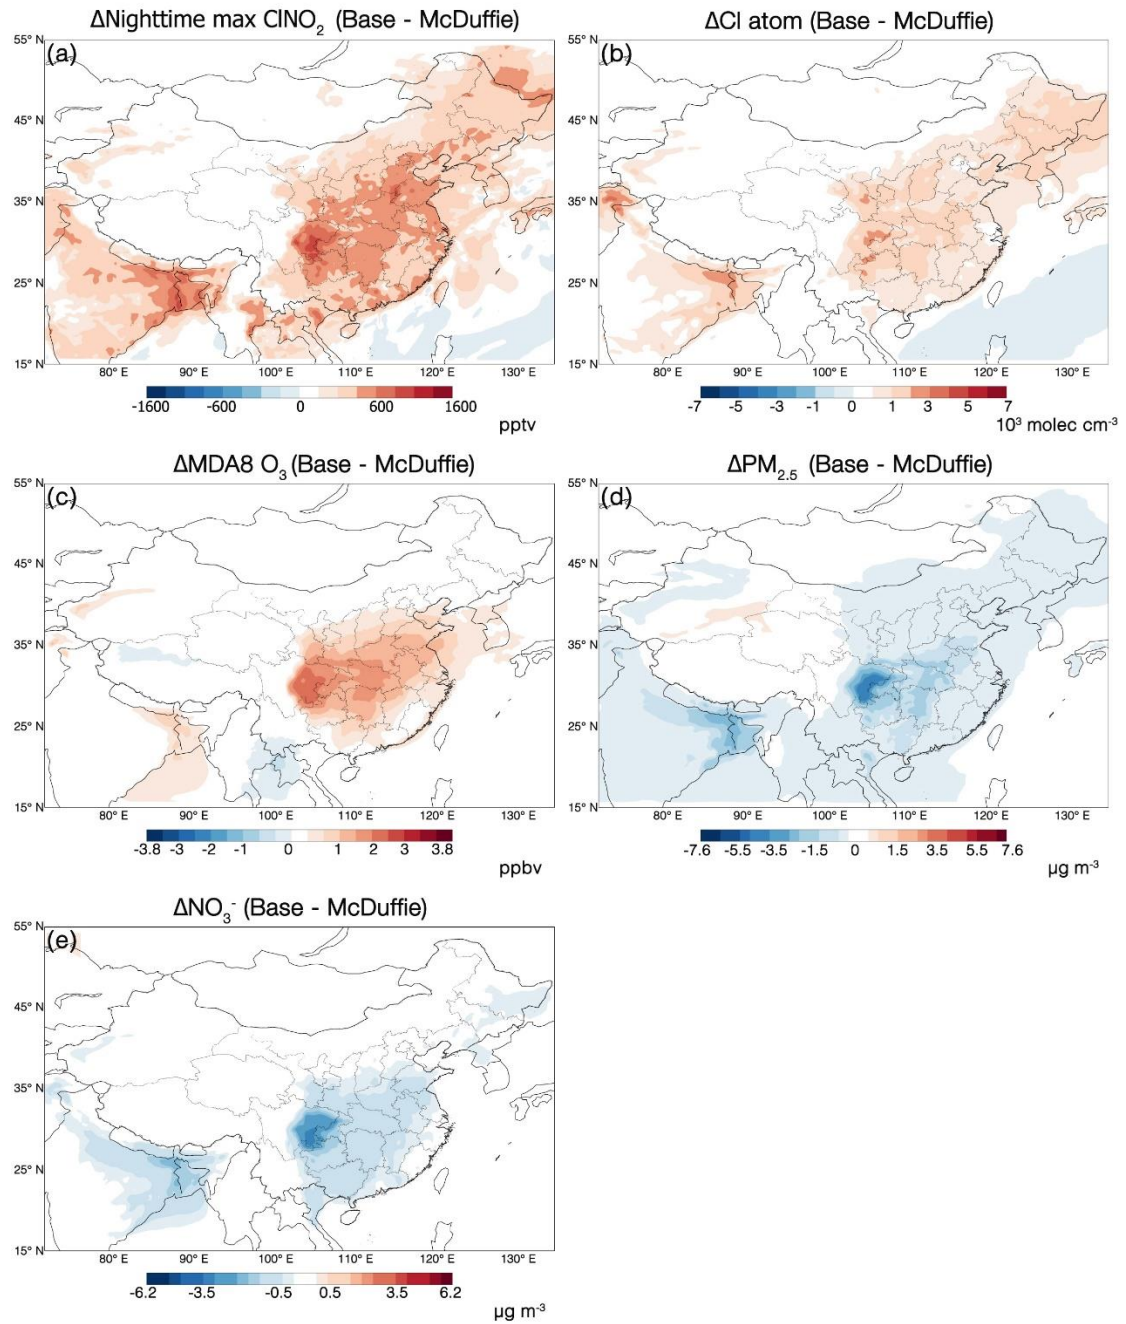 ΔNighttime max ClNO₂ (Base - McDuffie)
(a)
55° N
45° N
35° N
25° N
15° N
80° E 90° E 100° E 110° E 120° E 130° E
-1600 -600 0 600 1600
pptv
ΔCl atom (Base - McDuffie)
(b)
55° N
45° N
35° N
25° N
15° N
80° E 90° E 100° E 110° E 120° E 130° E
-7 -5 -3 -1 0 1 3 5 7
10³ molec cm⁻³
ΔMDA8 O₃ (Base - McDuffie)
(c)
55° N
45° N
35° N
25° N
15° N
80° E 90° E 100° E 110° E 120° E 130° E
-3.8 -3 -2 -1 0 1 2 3 3.8
ppbv
ΔPM₂.₅ (Base - McDuffie)
(d)
55° N
45° N
35° N
25° N
15° N
80° E 90° E 100° E 110° E 120° E 130° E
-7.6 -5.5 -3.5 -1.5 0 1.5 3.5 5.5 7.6
μg m⁻³
ΔNO₃⁻ (Base - McDuffie)
(e)
55° N
45° N
35° N
25° N
15° N
80° E 90° E 100° E 110° E 120° E 130° E
-6.2 -3.5 -0.5 0.5 3.5 6.2
μg m⁻³